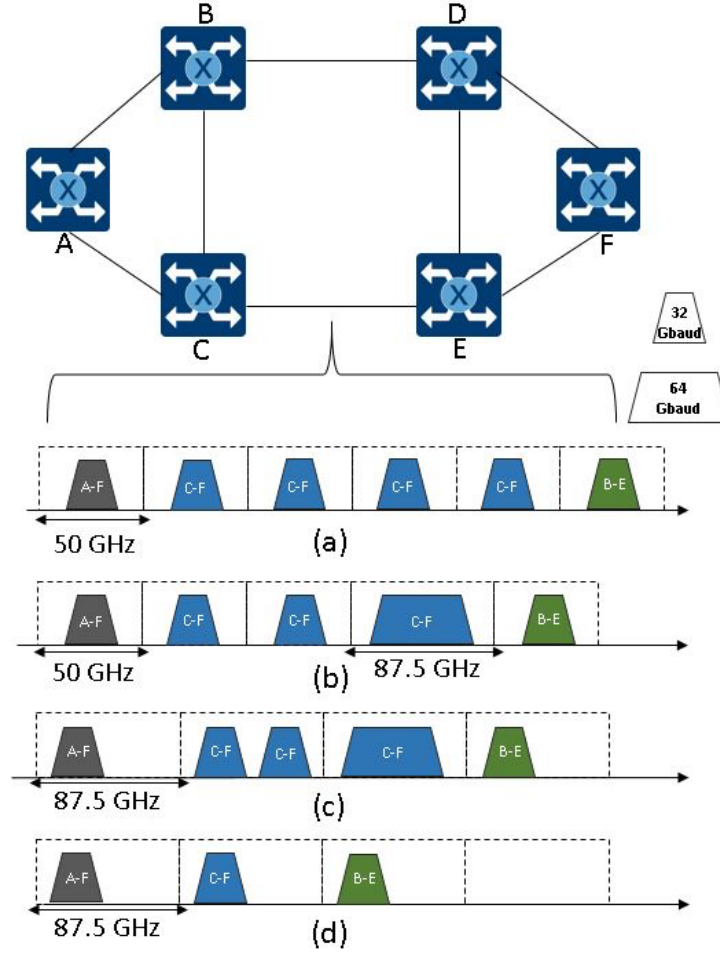 B
D
X
X
X
X
A
F
X
X
C
E
32
Gbaud
64
Gbaud
A-F
C-F
C-F
C-F
C-F
B-E
50 GHz
(a)
A-F
C-F
C-F
C-F
B-E
50 GHz
(b)
87.5 GHz
A-F
C-F
C-F
C-F
B-E
87.5 GHz
(c)
A-F
C-F
B-E
87.5 GHz
(d)